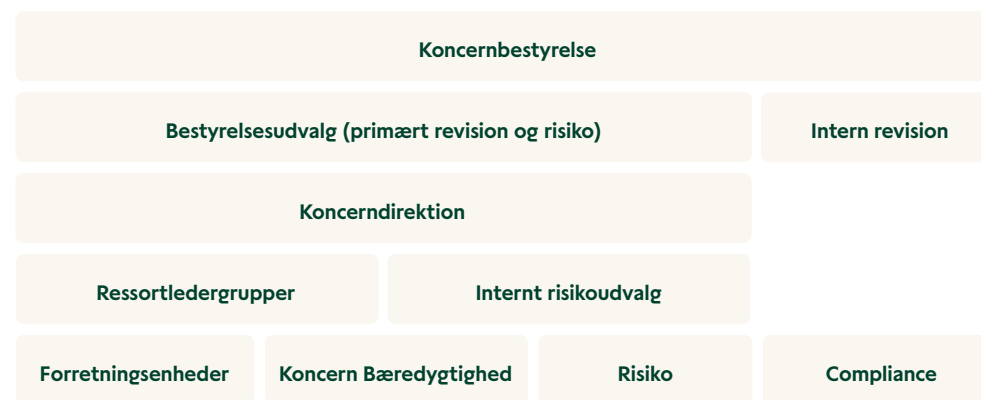 Koncernbestyrelse
Bestyrelsesudvalg (primært revision og risiko)
Intern revision
Koncerndirektion
Ressortledergrupper
Internt risikoudvalg
Forretningsenheder
Koncern Bæredygtighed
Risiko
Compliance